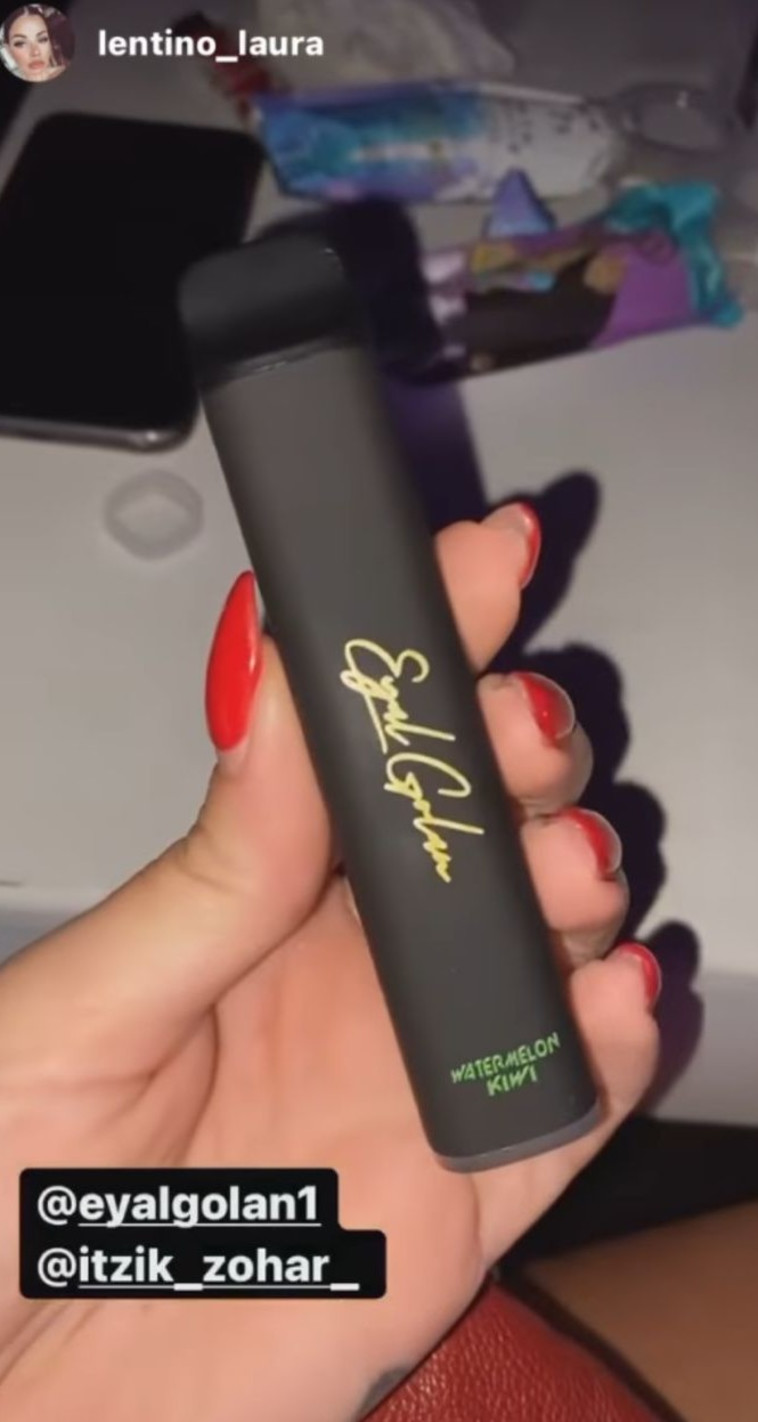 lentino_laura
Eyal Golan
WATERMELON
KIWI
@eyalgolan1
@itzik_zohar_